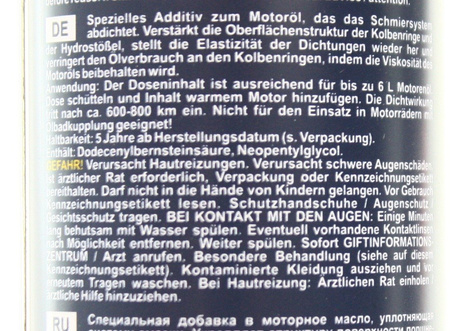 DE Spezielles Additiv zum Motoröl, das das Schmiersystem
abdichtet. Verstärkt die Oberflächenstruktur der Kolbenringe und
der Hydrostößel, stellt die Elastizität der Dichtungen wieder her und
verringert den Olverbrauch an den Kolbenringen, indem die Viskosität des
Motoröls beibehalten wird.
Anwendung: Der Doseninhalt ist ausreichend für bis zu 6 L Motorenöl.
Dose schütteln und Inhalt warmem Motor hinzufügen. Die Dichtwirkung
tritt nach ca. 600-800 km ein. Nicht für den Einsatz in Motorrädern mit
Ölbadkupplung geeignet!
Haltbarkeit: 5 Jahre ab Herstellungsdatum (s. Verpackung).
Enthält: Dodecenylbernsteinsäure, Neopentylglycol.
GEFAHR! Verursacht Hautreizungen. Verursacht schwere Augenschäden.
Ist ärztlicher Rat erforderlich, Verpackung oder Kennzeichnungsetikett
bereithalten. Darf nicht in die Hände von Kindern gelangen. Vor Gebrauch
Kennzeichnungsetikett lesen. Schutzhandschuhe / Augenschutz /
Gesichtsschutz tragen. BEI KONTAKT MIT DEN AUGEN: Einige Minuten
lang behutsam mit Wasser spülen. Eventuell vorhandene Kontaktlinsen
nach Möglichkeit entfernen. Weiter spülen. Sofort GIFTINFORMATIONS-
ZENTRUM / Arzt anrufen. Besondere Behandlung (siehe auf diesem
Kennzeichnungsetikett). Kontaminierte Kleidung ausziehen und vor
erneutem Tragen waschen. Bei Hautreizung: Ärztlichen Rat einholen /
ärztliche Hilfe hinzuziehen.
RU Специальная добавка в моторное масло, уплотняющая